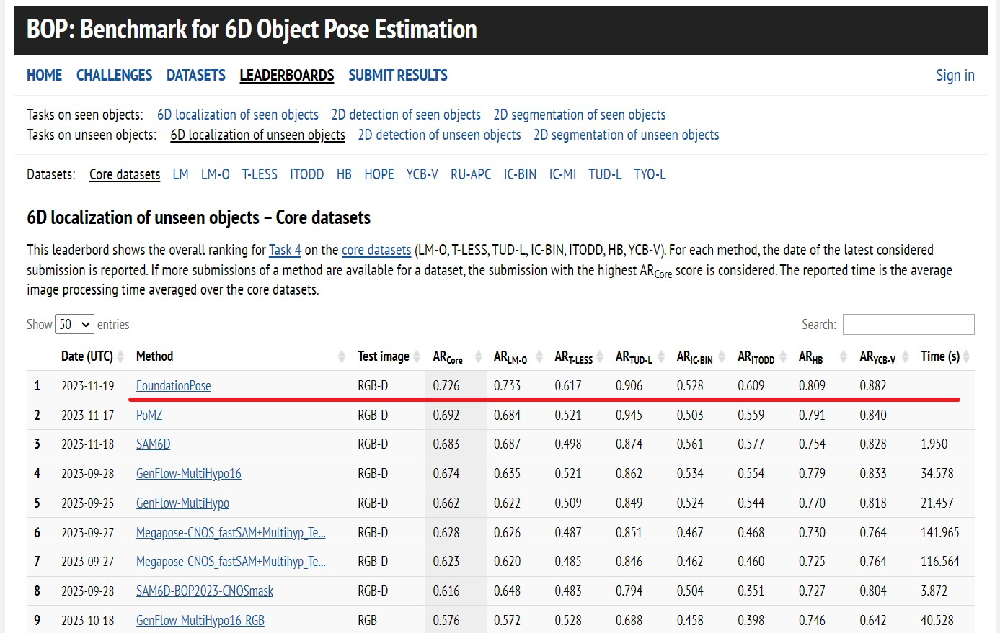 BOP: Benchmark for 6D Object Pose Estimation
HOME CHALLENGES DATASETS LEADERBOARDS SUBMIT RESULTS Sign in
Tasks on seen objects: 6D localization of seen objects 2D detection of seen objects 2D segmentation of seen objects
Tasks on unseen objects: 6D localization of unseen objects 2D detection of unseen objects 2D segmentation of unseen objects
Datasets: Core datasets LM LM-O T-LESS ITODD HB HOPE YCB-V RU-APC IC-BIN IC-MI TUD-L TYO-L
6D localization of unseen objects – Core datasets
This leaderbord shows the overall ranking for Task 4 on the core datasets (LM-O, T-LESS, TUD-L, IC-BIN, ITODD, HB, YCB-V). For each method, the date of the latest considered
submission is reported. If more submissions of a method are available for a dataset, the submission with the highest ARCore score is considered. The reported time is the average
image processing time averaged over the core datasets.
Show 50 entries Search:
Date (UTC) Method Test image ARCore ARLM-O ART-LESS ARTUD-L ARIC-BIN ARITODD ARHB ARYCB-V Time (s)
1 2023-11-19 FoundationPose RGB-D 0.726 0.733 0.617 0.906 0.528 0.609 0.809 0.882
2 2023-11-17 PoMZ RGB-D 0.692 0.684 0.521 0.945 0.503 0.559 0.791 0.840
3 2023-11-18 SAM6D RGB-D 0.683 0.687 0.498 0.874 0.561 0.577 0.754 0.828 1.950
4 2023-09-28 GenFlow-MultiHypo16 RGB-D 0.674 0.635 0.521 0.862 0.534 0.554 0.779 0.833 34.578
5 2023-09-25 GenFlow-MultiHypo RGB-D 0.662 0.622 0.509 0.849 0.524 0.544 0.770 0.818 21.457
6 2023-09-27 Megapose-CNOS_fastSAM+Multihyp_Te... RGB-D 0.628 0.626 0.487 0.851 0.467 0.468 0.730 0.764 141.965
7 2023-09-27 Megapose-CNOS_fastSAM+Multihyp_Te... RGB-D 0.623 0.620 0.485 0.846 0.462 0.460 0.725 0.764 116.564
8 2023-09-28 SAM6D-BOP2023-CNOSmask RGB-D 0.616 0.648 0.483 0.794 0.504 0.351 0.727 0.804 3.872
9 2023-10-18 GenFlow-MultiHypo16-RGB RGB 0.576 0.572 0.528 0.688 0.458 0.398 0.746 0.642 40.528